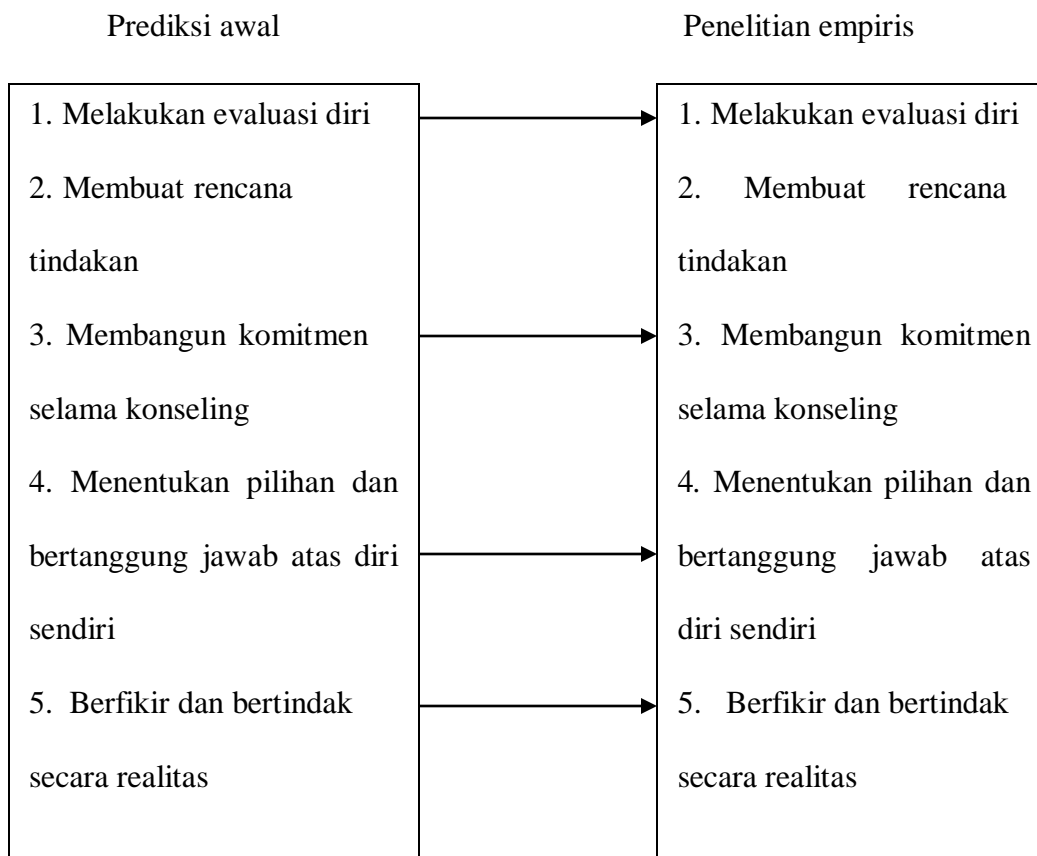 Prediksi awal
Penelitian empiris
1. Melakukan evaluasi diri
2. Membuat rencana
tindakan
3. Membangun komitmen
selama konseling
4. Menentukan pilihan dan
bertanggung jawab atas diri
sendiri
5. Berfikir dan bertindak
secara realitas
1. Melakukan evaluasi diri
2. Membuat rencana
tindakan
3. Membangun komitmen
selama konseling
4. Menentukan pilihan dan
bertanggung jawab atas
diri sendiri
5. Berfikir dan bertindak
secara realitas